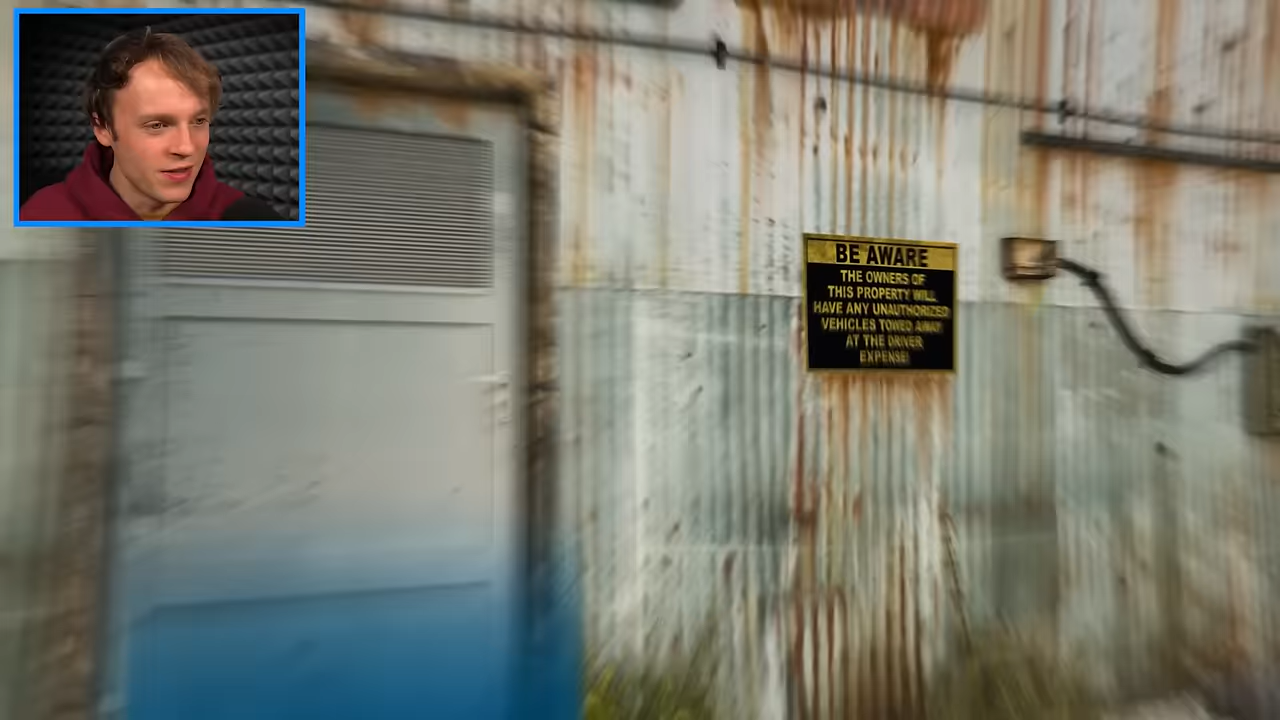 BE AWARE
THE OWNERS OF
THIS PROPERTY WILL
HAVE ANY UNAUTHORIZED
VEHICLES TOWED AWAY
AT THE DRIVER
EXPENSE!